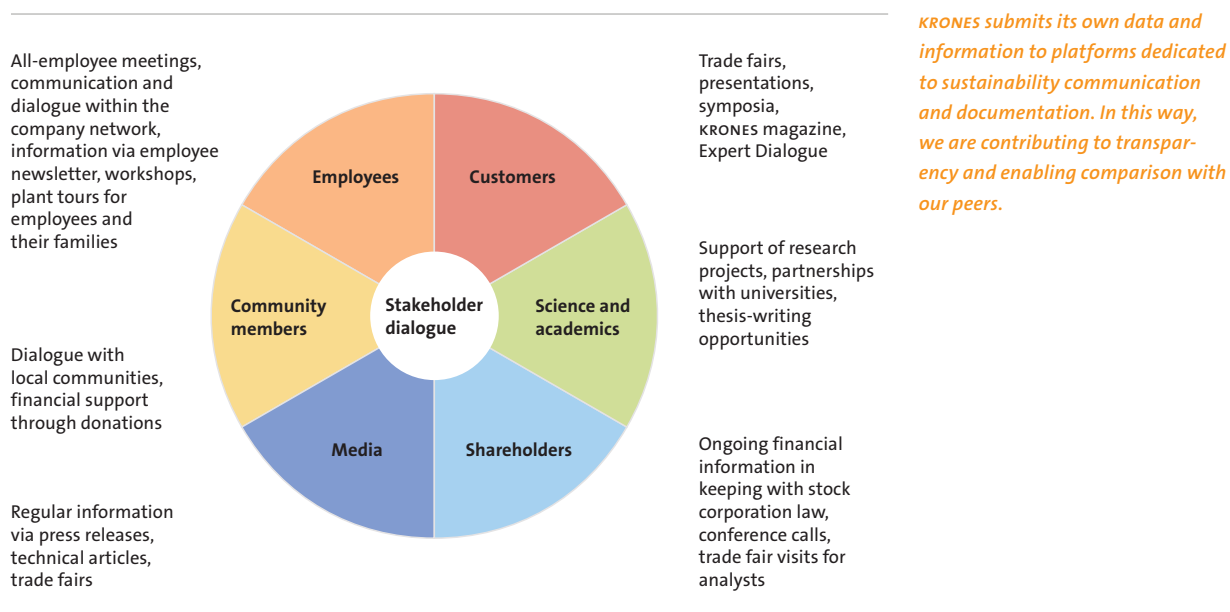 All-employee meetings,
communication and
dialogue within the
company network,
information via employee
newsletter, workshops,
plant tours for
employees and
their families
Dialogue with
local communities,
financial support
through donations
Regular information
via press releases,
technical articles,
trade fairs
Employees
Customers
Community
members
Stakeholder
dialogue
Science and
academics
Media
Shareholders
Trade fairs,
presentations,
symposia,
KRONES magazine,
Expert Dialogue
Support of research
projects, partnerships
with universities,
thesis-writing
opportunities
Ongoing financial
information in
keeping with stock
corporation law,
conference calls,
trade fair visits for
analysts
KRONES submits its own data and
information to platforms dedicated
to sustainability communication
and documentation. In this way,
we are contributing to transpar-
ency and enabling comparison with
our peers.